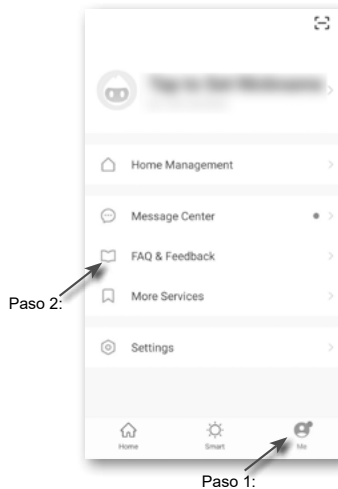 Home Management
Message Center
FAQ & Feedback
Paso 2:
More Services
Settings
Home
Smart
Me
Paso 1: